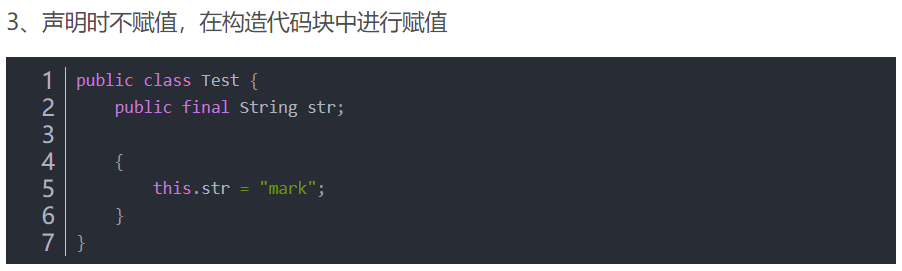 3、声明时不赋值，在构造代码块中进行赋值
1 public class Test {
2     public final String str;
3
4     {
5         this.str = "mark";
6     }
7 }